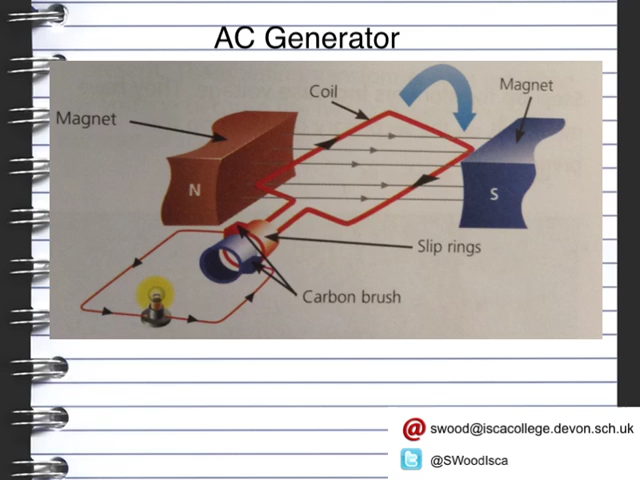 AC Generator
Coil
Magnet
Magnet
N
S
Slip rings
Carbon brush
swood@iscacollege.devon.sch.uk
@SWoodIsca